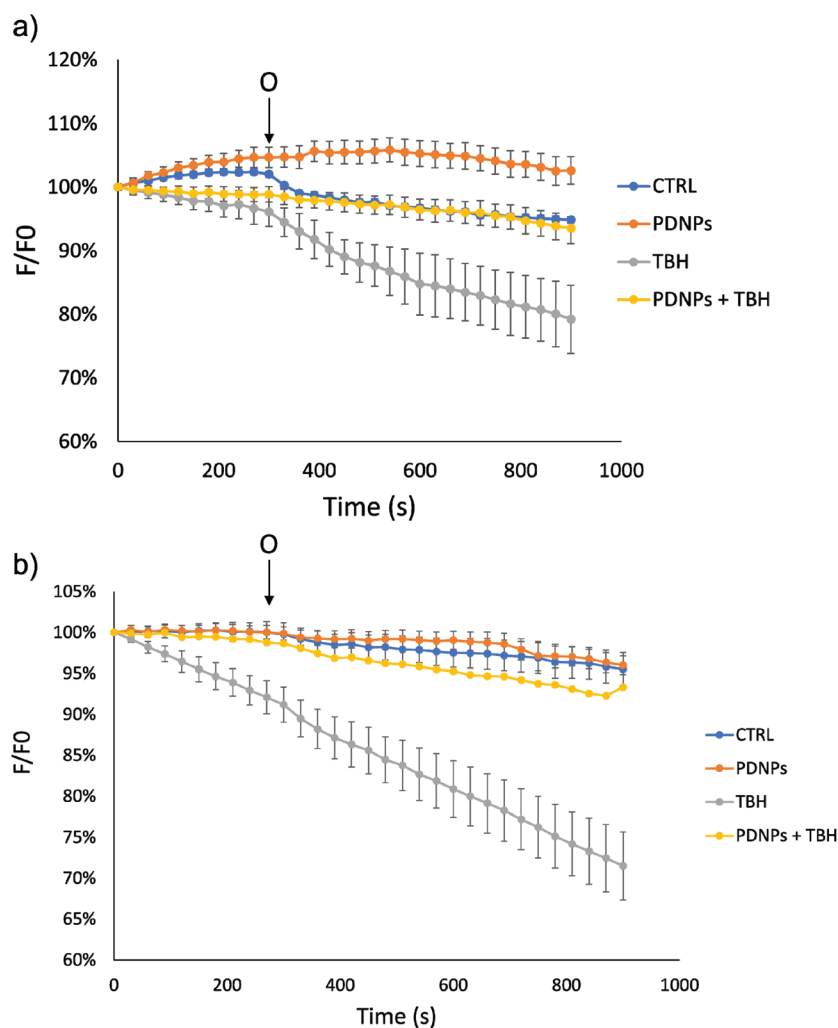 a)
120%
O
110%
100%
90%
80%
70%
60%
F/F0
0 200 400 600 800 1000
Time (s)
CTRL
PDNPs
TBH
PDNPs + TBH
b)
O
105%
100%
95%
90%
85%
80%
75%
70%
65%
60%
F/F0
0 200 400 600 800 1000
Time (s)
CTRL
PDNPs
TBH
PDNPs + TBH